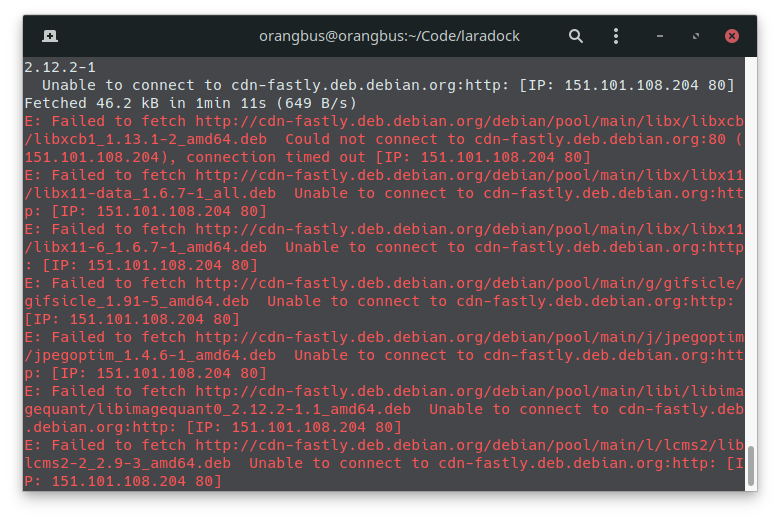 orangbus@orangbus:~/Code/laradock
2.12.2-1
  Unable to connect to cdn-fastly.deb.debian.org:http: [IP: 151.101.108.204 80]
Fetched 46.2 kB in 1min 11s (649 B/s)
E: Failed to fetch http://cdn-fastly.deb.debian.org/debian/pool/main/libx/libxcb
/libxcb1_1.13.1-2_amd64.deb  Could not connect to cdn-fastly.deb.debian.org:80 (
151.101.108.204), connection timed out [IP: 151.101.108.204 80]
E: Failed to fetch http://cdn-fastly.deb.debian.org/debian/pool/main/libx/libx11
/libx11-data_1.6.7-1_all.deb  Unable to connect to cdn-fastly.deb.debian.org:htt
p: [IP: 151.101.108.204 80]
E: Failed to fetch http://cdn-fastly.deb.debian.org/debian/pool/main/libx/libx11
/libx11-6_1.6.7-1_amd64.deb  Unable to connect to cdn-fastly.deb.debian.org:http
: [IP: 151.101.108.204 80]
E: Failed to fetch http://cdn-fastly.deb.debian.org/debian/pool/main/g/gifsicle/
gifsicle_1.91-5_amd64.deb  Unable to connect to cdn-fastly.deb.debian.org:http:
[IP: 151.101.108.204 80]
E: Failed to fetch http://cdn-fastly.deb.debian.org/debian/pool/main/j/jpegoptim
/jpegoptim_1.4.6-1_amd64.deb  Unable to connect to cdn-fastly.deb.debian.org:htt
p: [IP: 151.101.108.204 80]
E: Failed to fetch http://cdn-fastly.deb.debian.org/debian/pool/main/libi/libima
gequant/libimagequant0_2.12.2-1.1_amd64.deb  Unable to connect to cdn-fastly.deb
.debian.org:http: [IP: 151.101.108.204 80]
E: Failed to fetch http://cdn-fastly.deb.debian.org/debian/pool/main/l/lcms2/lib
lcms2-2_2.9-3_amd64.deb  Unable to connect to cdn-fastly.deb.debian.org:http: [I
P: 151.101.108.204 80]